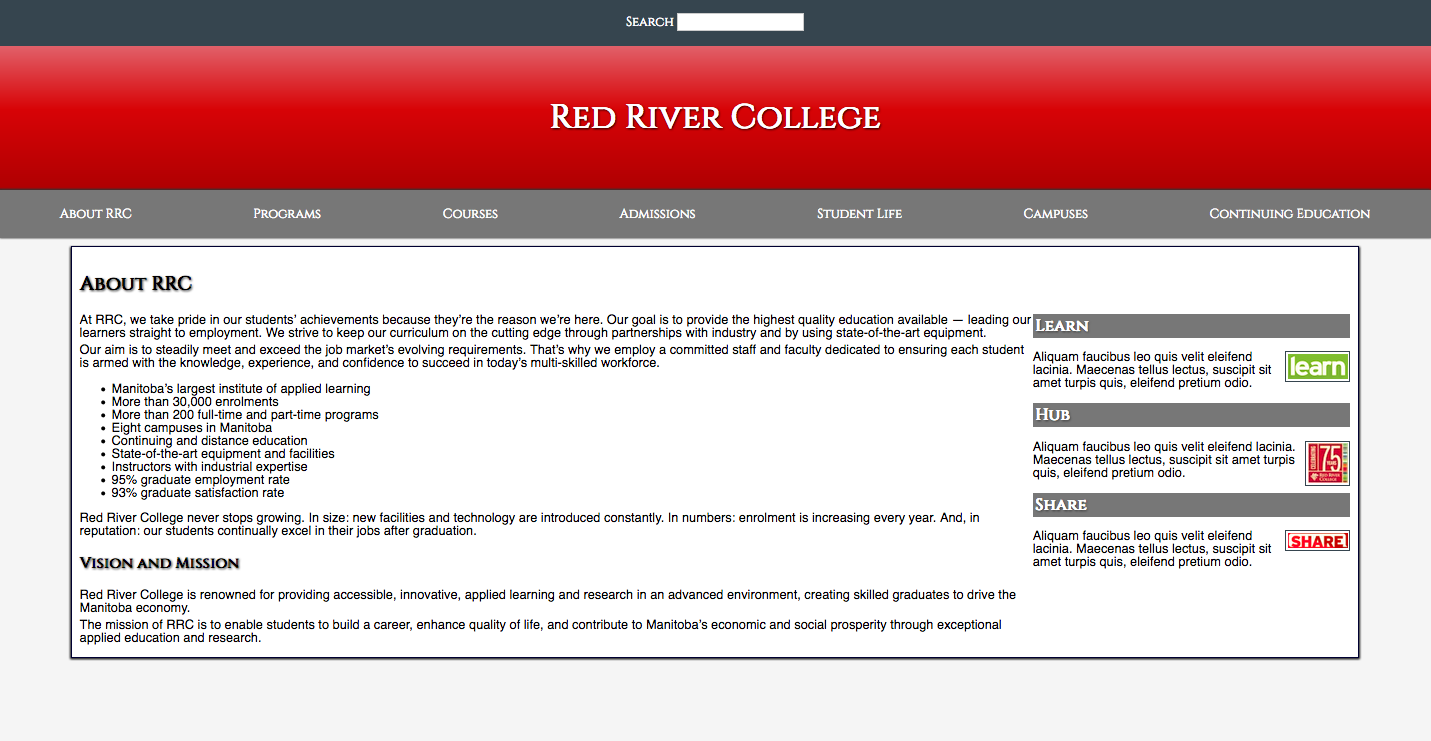 Search
Red River College
About RRC Programs Courses Admissions Student Life Campuses Continuing Education
About RRC
At RRC, we take pride in our students’ achievements because they’re the reason we’re here. Our goal is to provide the highest quality education available — leading our
learners straight to employment. We strive to keep our curriculum on the cutting edge through partnerships with industry and by using state-of-the-art equipment.
Our aim is to steadily meet and exceed the job market’s evolving requirements. That’s why we employ a committed staff and faculty dedicated to ensuring each student
is armed with the knowledge, experience, and confidence to succeed in today’s multi-skilled workforce.
• Manitoba’s largest institute of applied learning
• More than 30,000 enrolments
• More than 200 full-time and part-time programs
• Eight campuses in Manitoba
• Continuing and distance education
• State-of-the-art equipment and facilities
• Instructors with industrial expertise
• 95% graduate employment rate
• 93% graduate satisfaction rate
Red River College never stops growing. In size: new facilities and technology are introduced constantly. In numbers: enrolment is increasing every year. And, in
reputation: our students continually excel in their jobs after graduation.
Vision and Mission
Red River College is renowned for providing accessible, innovative, applied learning and research in an advanced environment, creating skilled graduates to drive the
Manitoba economy.
The mission of RRC is to enable students to build a career, enhance quality of life, and contribute to Manitoba’s economic and social prosperity through exceptional
applied education and research.
Learn
Aliquam faucibus leo quis velit eleifend
lacinia. Maecenas tellus lectus, suscipit sit
amet turpis quis, eleifend pretium odio.
learn
Hub
Aliquam faucibus leo quis velit eleifend lacinia.
Maecenas tellus lectus, suscipit sit amet turpis
quis, eleifend pretium odio.
CELEBRATING
75
YEARS
Red River
College
Share
Aliquam faucibus leo quis velit eleifend
lacinia. Maecenas tellus lectus, suscipit sit
amet turpis quis, eleifend pretium odio.
SHARE